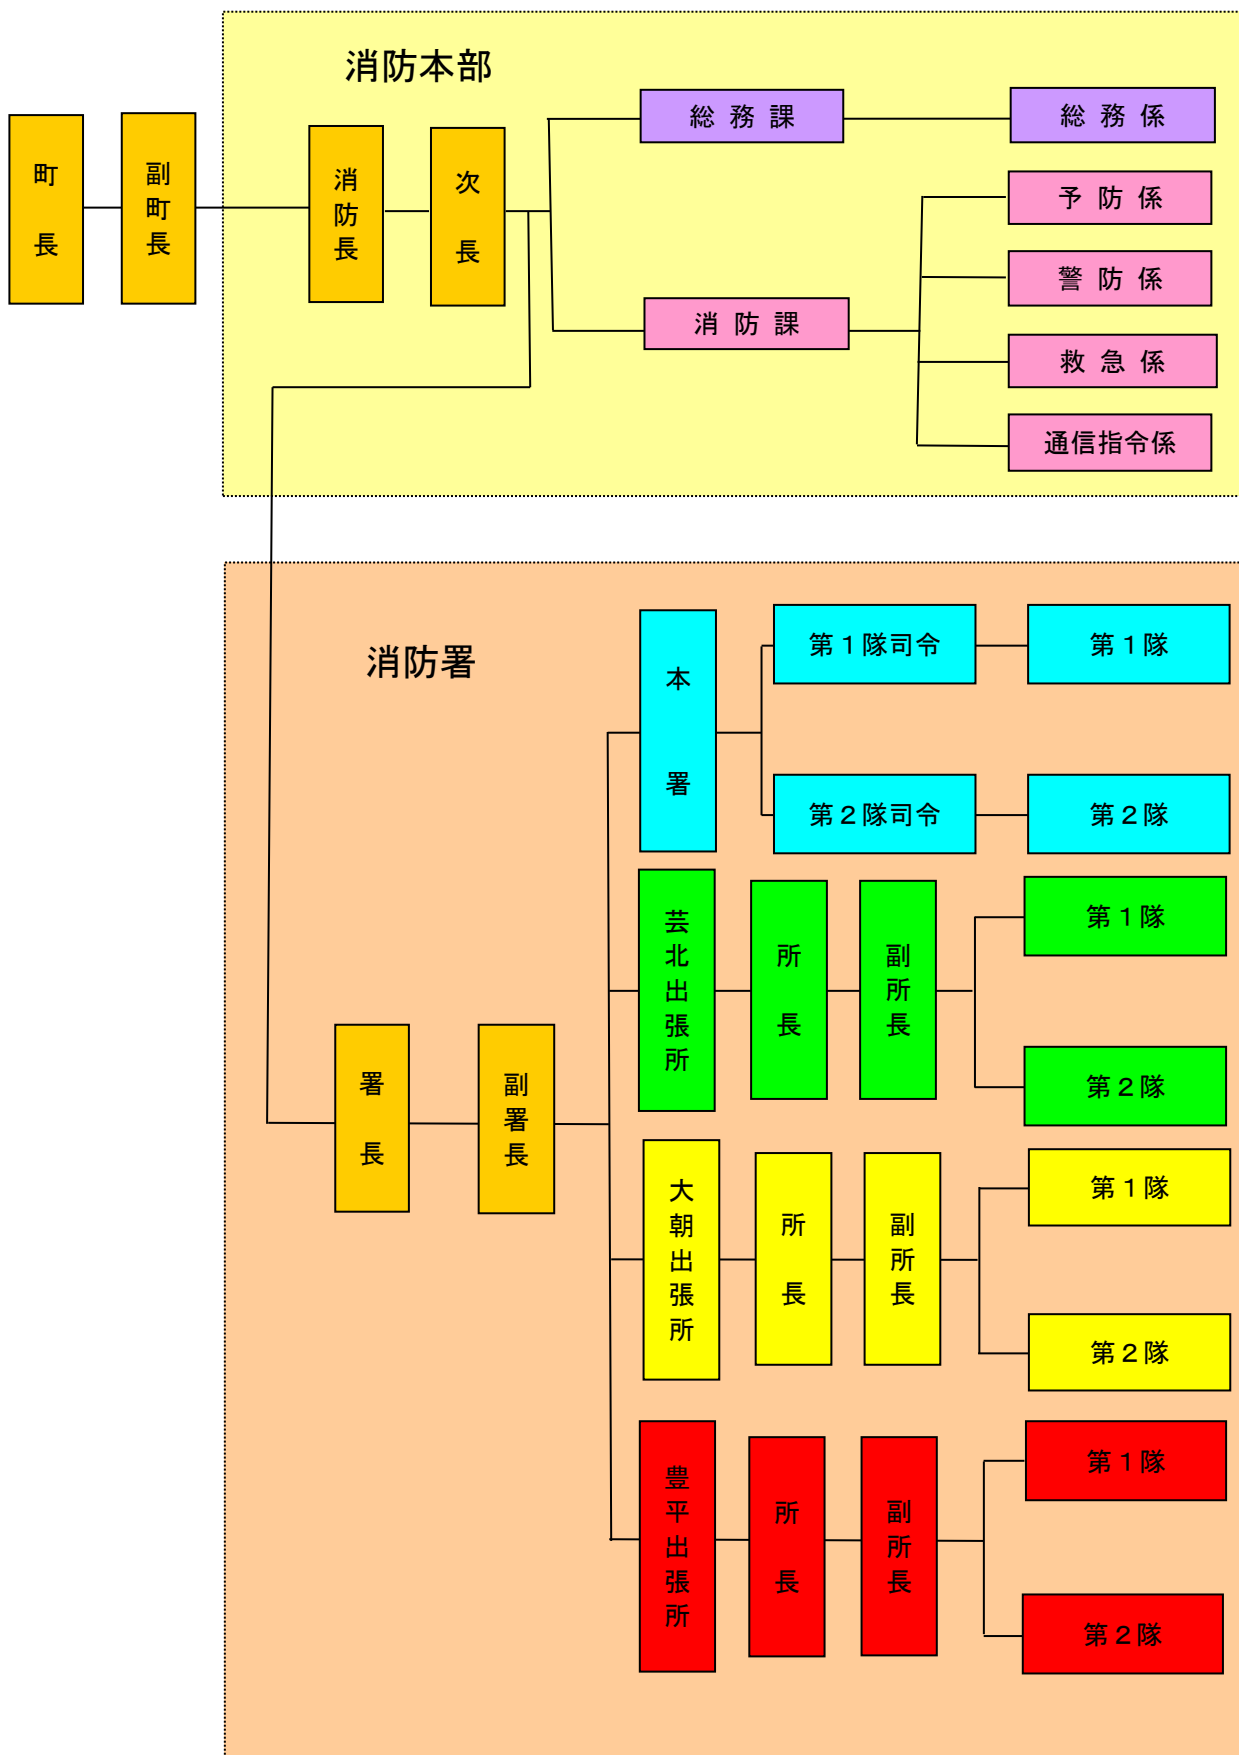 消防本部
町長
副町長
消防長
次長
総務課
総務係
予防係
警防係
消防課
救急係
通信指令係
消防署
本署
第１隊司令
第１隊
第２隊司令
第２隊
芸北出張所
所長
副所長
第１隊
第２隊
署長
副署長
大朝出張所
所長
副所長
第１隊
第２隊
豊平出張所
所長
副所長
第１隊
第２隊